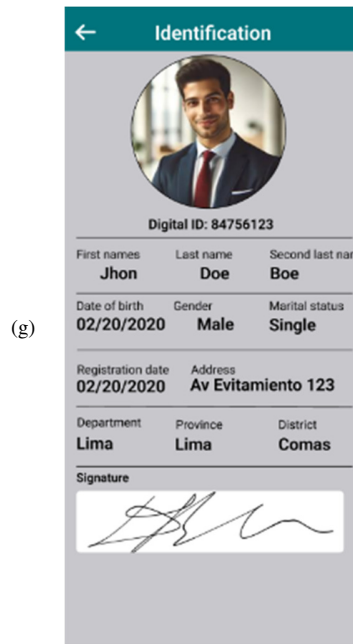 Identification
Digital ID: 84756123
First names Last name Second last nam
Jhon Doe Boe
Date of birth Gender Marital status
02/20/2020 Male Single
(g)
Registration date Address
02/20/2020 Av Evitamiento 123
Department Province District
Lima Lima Comas
Signature